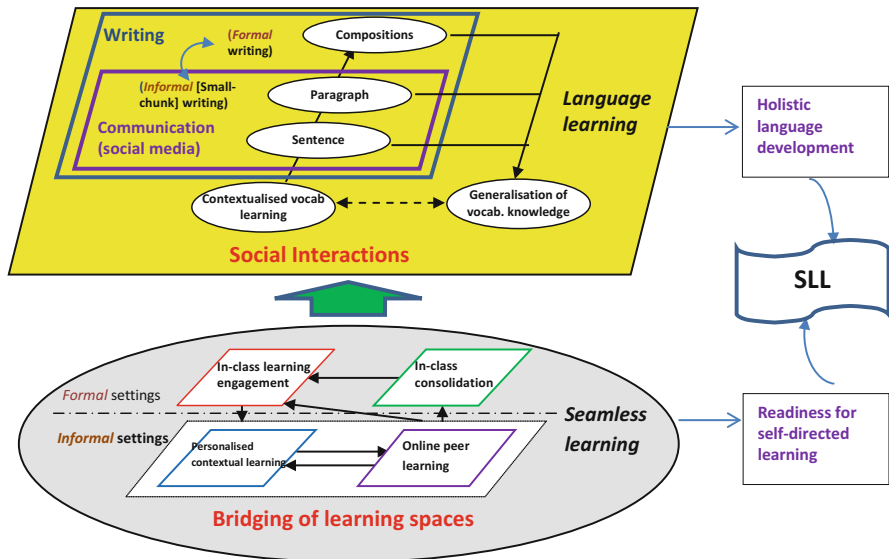 Writing
(Formal
writing)
Compositions
(Informal [Small-
chunk] writing)
Paragraph
Communication
(social media)
Sentence
Language
learning
Contextualised vocab
learning
Generalisation of
vocab. knowledge
Social Interactions
Holistic
language
development
SLL
In-class learning
engagement
In-class
consolidation
Formal settings
Informal settings
Seamless
learning
Personalised
contextual learning
Online peer
learning
Bridging of learning spaces
Readiness for
self-directed
learning